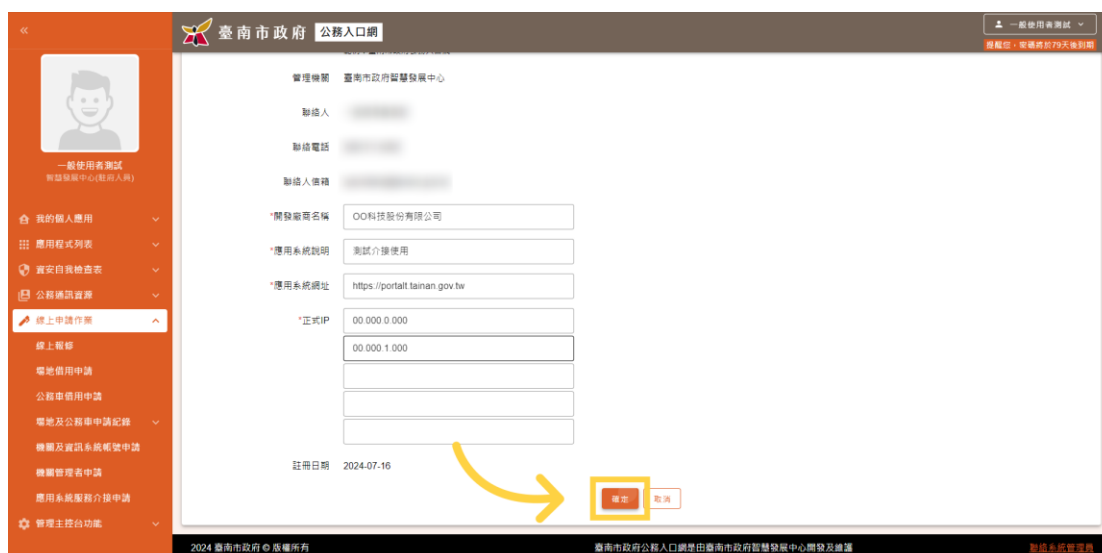 «
一般使用者測試
智慧發展中心(駐府人員)
我的個人應用
應用程式列表
資安自我檢查表
公務通訊資源
線上申請作業
線上報修
場地借用申請
公務車借用申請
場地及公務車申請紀錄
機關及資訊系統帳號申請
機關管理者申請
應用系統服務介接申請
管理主控台功能
臺南市政府 公務入口網
一般使用者測試
提醒您，密碼將於79天後到期
管理機關 臺南市政府智慧發展中心
聯絡人
聯絡電話
聯絡人信箱
*開發廠商名稱 OO科技股份有限公司
*應用系統說明 測試介接使用
*應用系統網址 https://portalt.tainan.gov.tw
*正式IP 00.000.0.000
00.000.1.000
註冊日期 2024-07-16
確定 取消
2024 臺南市政府 © 版權所有 臺南市政府公務入口網是由臺南市政府智慧發展中心開發及維護 聯絡系統管理員